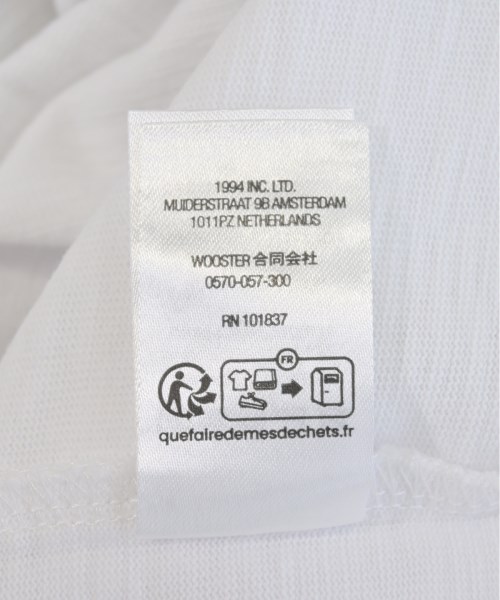 1994 INC. LTD.
MUIDERSTRAAT 9B AMSTERDAM
1011PZ NETHERLANDS
WOOSTER 合同会社
0570-057-300
RN 101837
FR
quefairedemesdechets.fr